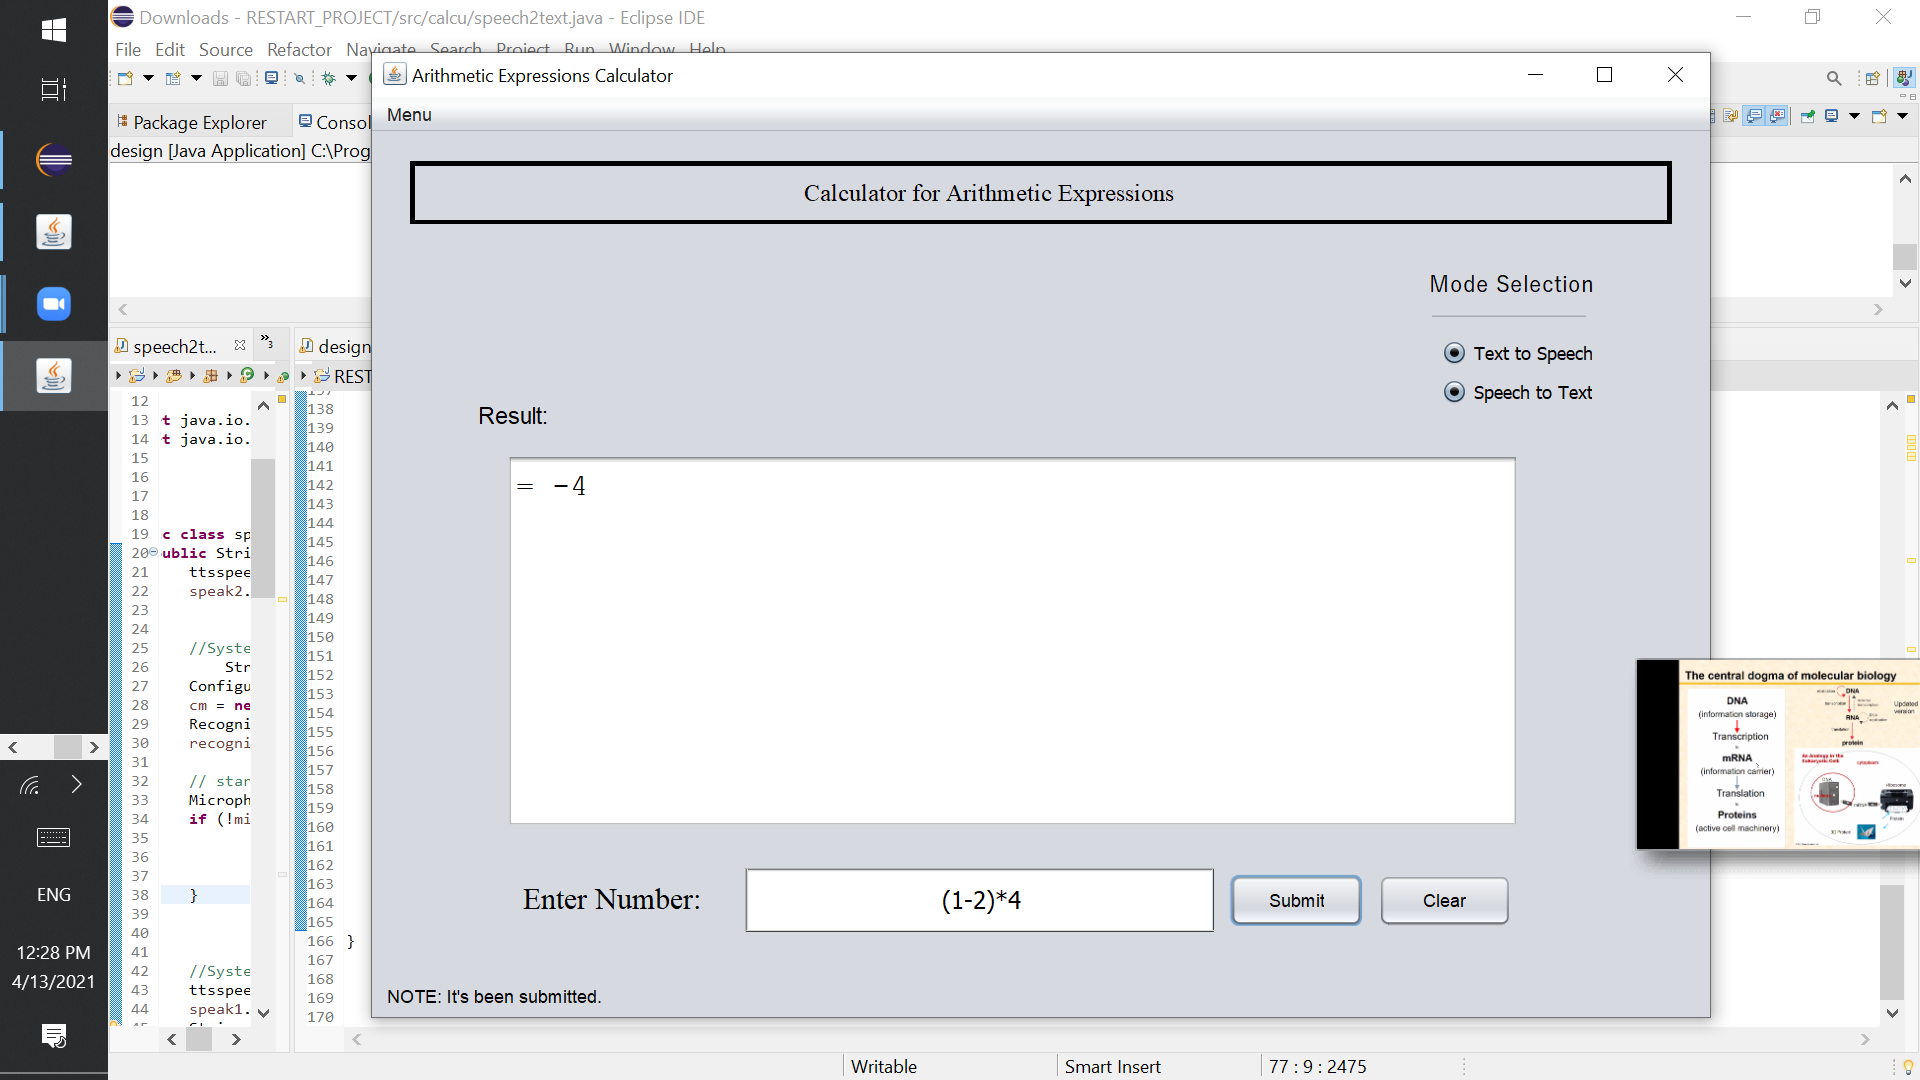 Downloads - RESTART_PROJECT/src/calcu/speech2text.java - Eclipse IDE
File Edit Source Refactor Navigate Search Project Run Window Help
Arithmetic Expressions Calculator
Menu
Package Explorer
Consol
design [Java Application] C:\Prog
Calculator for Arithmetic Expressions
Mode Selection
Text to Speech
Speech to Text
Result:
= -4
Enter Number:
(1-2)*4
Submit
Clear
NOTE: It's been submitted.
speech2t...
»3
design
REST
12
13 t java.io.
14 t java.io.
15
16
17
18
19 c class sp
20 ublic Stri
21 ttsspee
22 speak2.
23
24
25 //Syste
26 Str
27 Configu
28 cm = ne
29 Recogni
30 recogni
31
32 // star
33 Microph
34 if (!mi
35
36
37
38 }
39
40
41
42 //Syste
43 ttsspee
44 speak1.
137
138
139
140
141
142
143
144
145
146
147
148
149
150
151
152
153
154
155
156
157
158
159
160
161
162
163
164
165
166 }
167
168
169
170
The central dogma of molecular biology
DNA
(information storage)
Transcription
mRNA
(information carrier)
Translation
Proteins
(active cell machinery)
DNA
RNA
protein
Updated
version
ENG
12:28 PM
4/13/2021
Writable
Smart Insert
77 : 9 : 2475